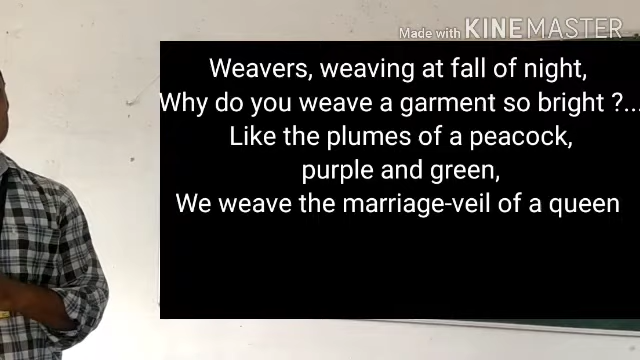 Made with KINEMASTER
Weavers, weaving at fall of night,
Why do you weave a garment so bright ?...
Like the plumes of a peacock,
purple and green,
We weave the marriage-veil of a queen